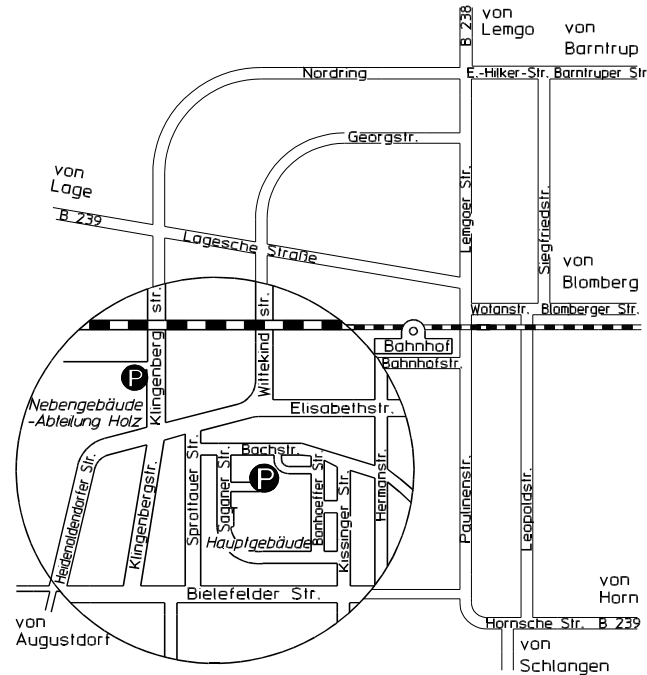 B 238
von
Lemgo
von
Barntrup
Nordring
E.-Hilker-Str.
Barntruper Str
Georgstr.
von
Lage
B 239
Lagesche Straße
Lemgoer Str.
Siegfriedstr.
von
Blomberg
Wotanstr.
Blomberger Str.
Klingenberg str.
Wittekind str.
Bahnhof
Bahnhofstr.
P
Nebengebäude
-Abteilung Holz
Elisabethstr.
Heidenoldendorfer Str.
Klingenbergstr.
Sprottauer Str.
Saganer Str.
Bachstr.
P
Bonhoeffer Str.
Kissinger Str.
Hermanstr.
Paulinenstr.
Leopoldstr.
Hauptgebäude
Bielefelder Str.
von
Augustdorf
von
Horn
Hornsche Str.
B 239
von
Schlangen